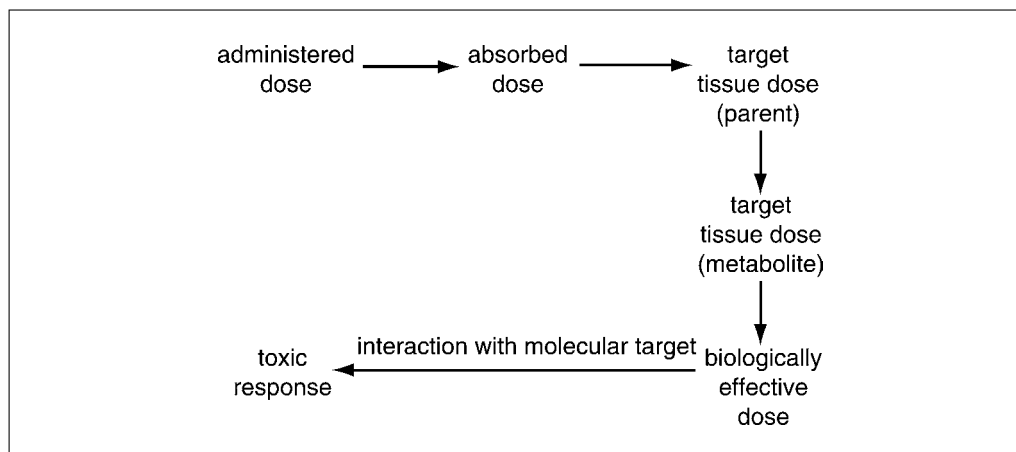 administered
dose
absorbed
dose
target
tissue dose
(parent)
target
tissue dose
(metabolite)
interaction with molecular target
biologically
effective
dose
toxic
response